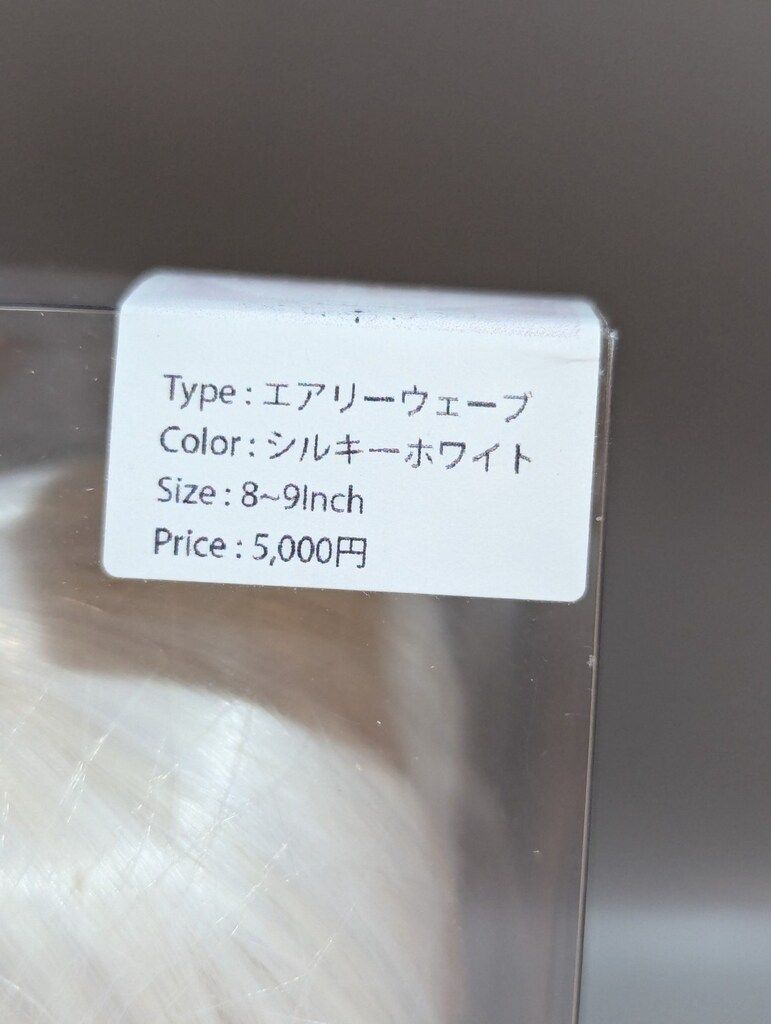 Type : エアリーウェーブ
Color : シルキーホワイト
Size : 8~9Inch
Price : 5,000円